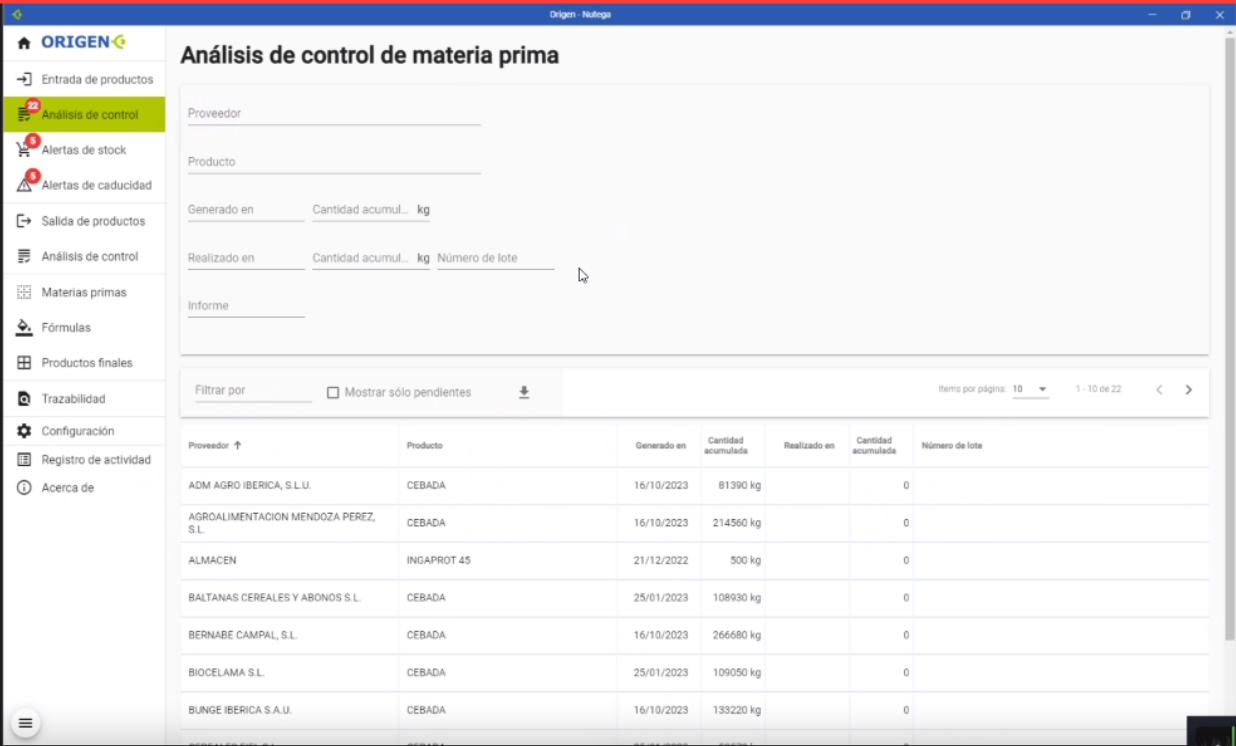 Origen - Nutega
ORIGEN
Entrada de productos
22
Análisis de control
5
Alertas de stock
5
Alertas de caducidad
Salida de productos
Análisis de control
Materias primas
Fórmulas
Productos finales
Trazabilidad
Configuración
Registro de actividad
Acerca de
Análisis de control de materia prima
Proveedor
Producto
Generado en Cantidad acumul... kg
Realizado en Cantidad acumul... kg Número de lote
Informe
Filtrar por Mostrar sólo pendientes Items por página: 10 1 - 10 de 22
Proveedor Producto Generado en Cantidad acumulada Realizado en Cantidad acumulada Número de lote
ADM AGRO IBERICA, S.L.U. CEBADA 16/10/2023 81390 kg 0
AGROALIMENTACION MENDOZA PEREZ, S.L. CEBADA 16/10/2023 214560 kg 0
ALMACEN INGAPROT 45 21/12/2022 500 kg 0
BALTANAS CEREALES Y ABONOS S.L. CEBADA 25/01/2023 108930 kg 0
BERNABE CAMPAL, S.L. CEBADA 16/10/2023 266680 kg 0
BIOCELAMA S.L. CEBADA 25/01/2023 109050 kg 0
BUNGE IBERICA S.A.U. CEBADA 16/10/2023 133220 kg 0